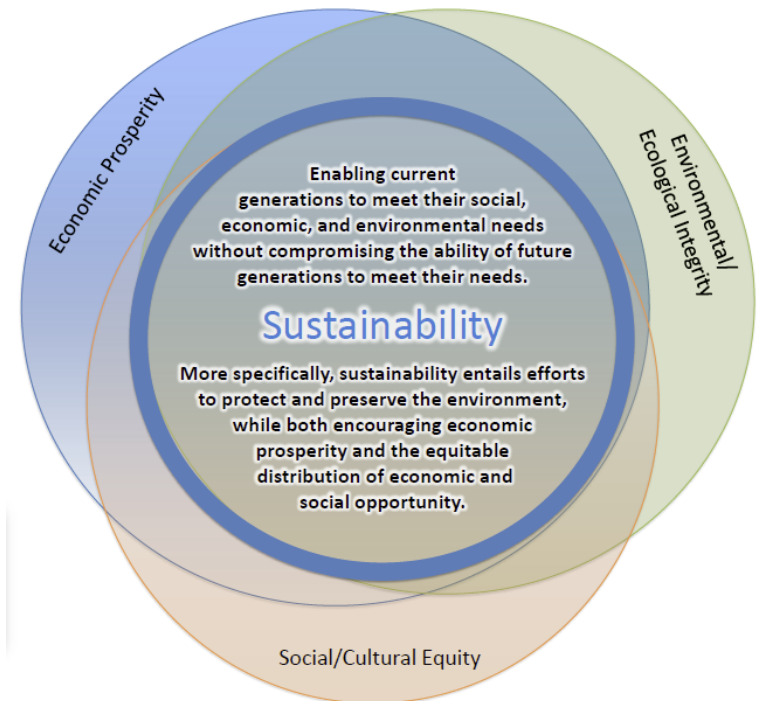 Economic Prosperity
Environmental/
Ecological Integrity
Enabling current
generations to meet their social,
economic, and environmental needs
without compromising the ability of future
generations to meet their needs.
Sustainability
More specifically, sustainability entails efforts
to protect and preserve the environment,
while both encouraging economic
prosperity and the equitable
distribution of economic and
social opportunity.
Social/Cultural Equity